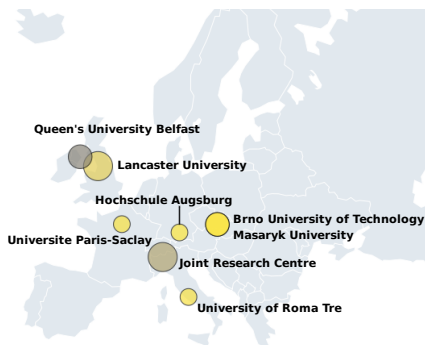 Queen's University Belfast
Lancaster University
Hochschule Augsburg
Brno University of Technology
Masaryk University
Universite Paris-Saclay
Joint Research Centre
University of Roma Tre